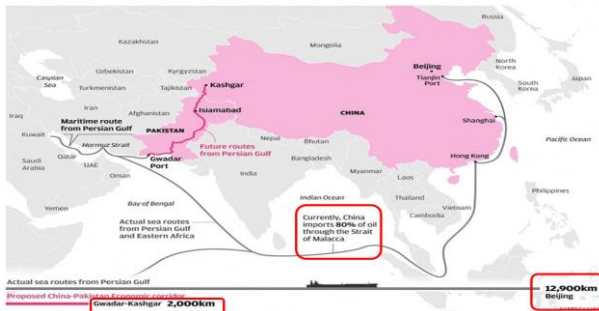 Russia
Kazakhstan
Mongolia
Caspian
Sea
Uzbekistan
Kyrgyzstan
Turkmenistan
Tajikistan
Beijing
Tianjin
Port
North
Korea
South
Korea
Japan
Kashgar
Iraq
Iran
Afghanistan
Islamabad
CHINA
Shanghai
Kuwait
Maritime route
from Persian Gulf
PAKISTAN
Nepal
Bhutan
Pacific Ocean
Hormuz Strait
Future routes
from Persian Gulf
Bangladesh
Hong Kong
Saudi
Arabia
Qatar
UAE
Gwadar
Port
Oman
India
Myanmar
Laos
Yemen
Bay of Bengal
Indian Ocean
Thailand
Vietnam
Cambodia
Philippines
Actual sea routes
from Persian Gulf
and Eastern Africa
Currently, China
imports 80% of oil
through the Strait
of Malacca
Actual sea routes from Persian Gulf
12,900km
Beijing
Proposed China-Pakistan Economic corridor
Gwadar-Kashgar 2,000km